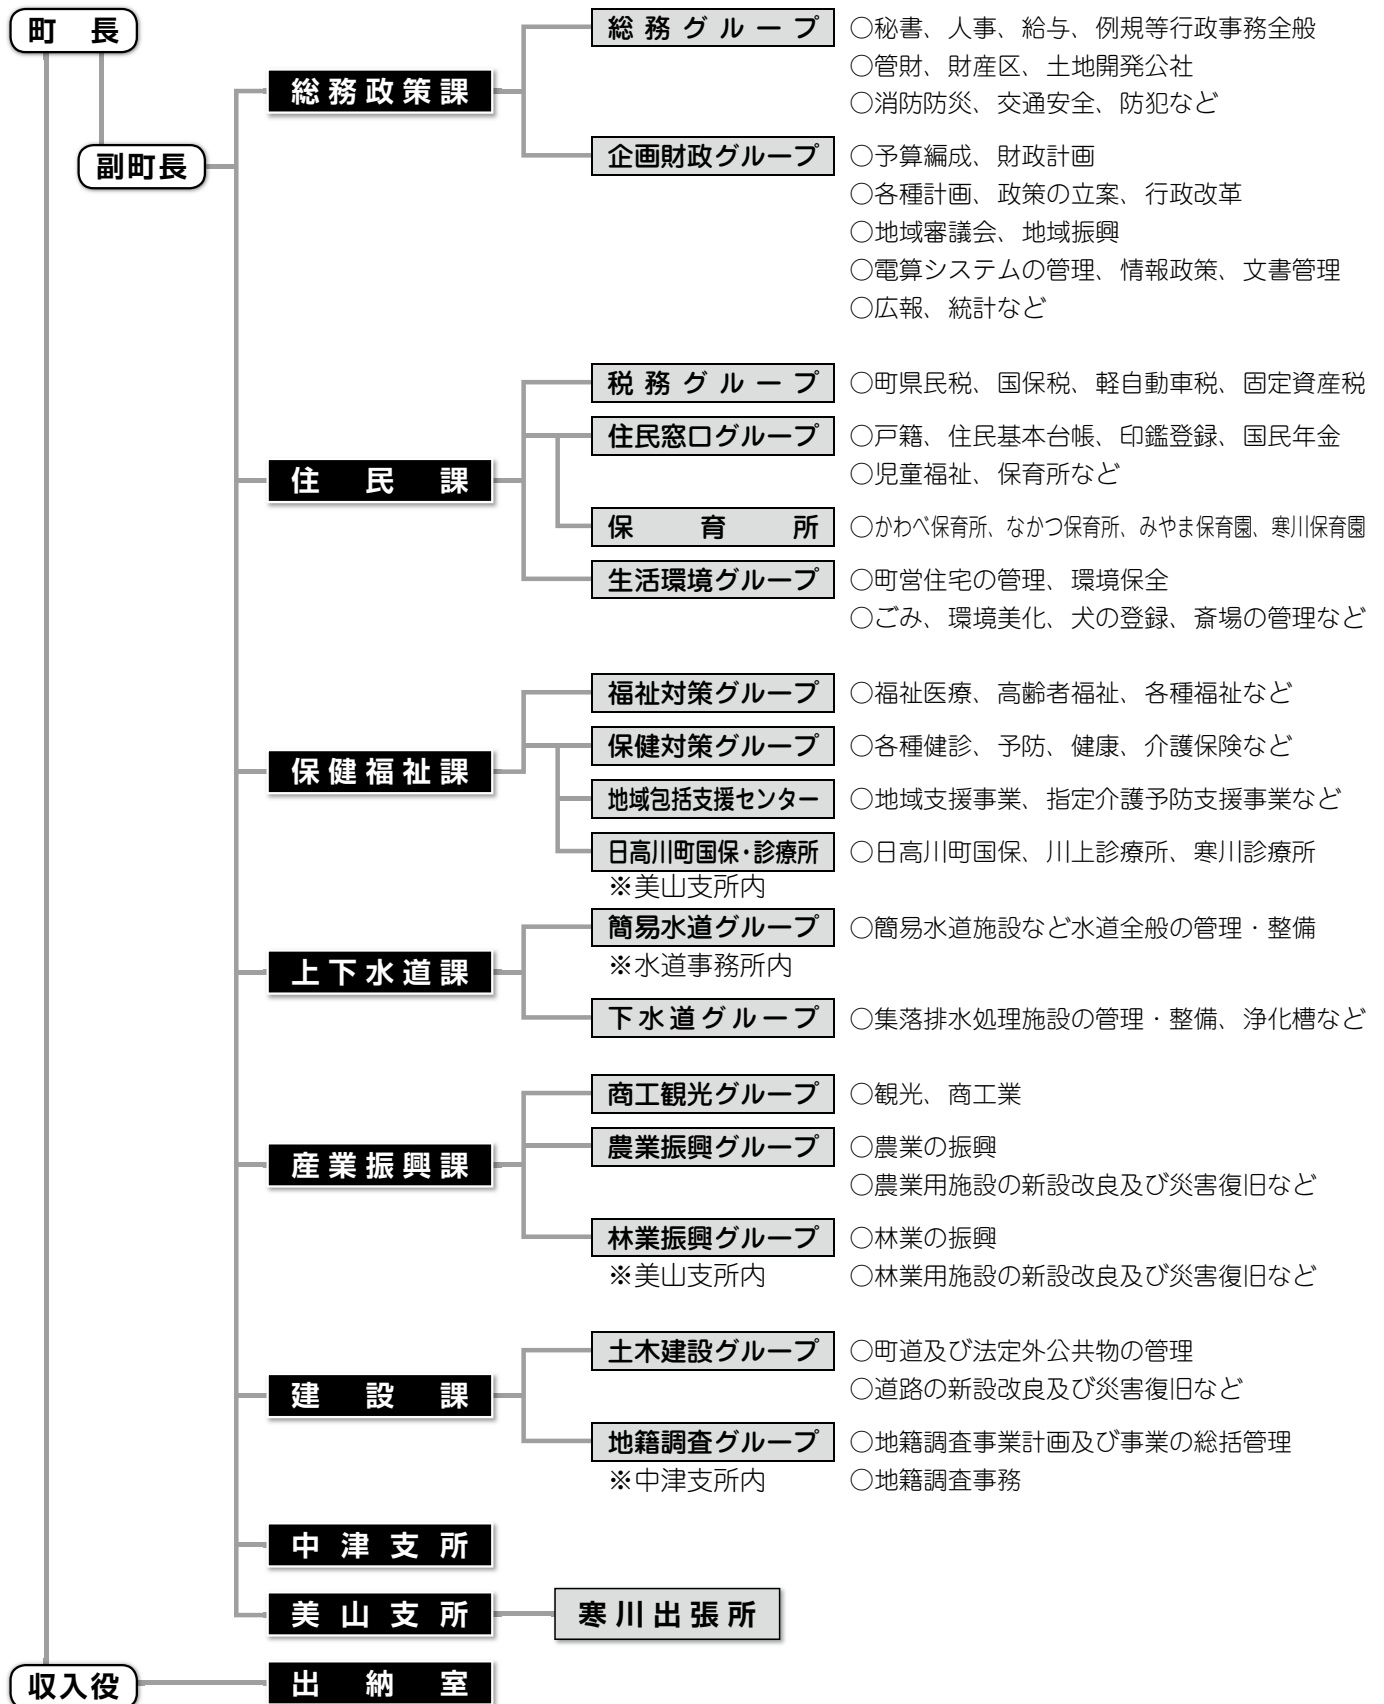 町長
副町長
総務政策課
総務グループ
○秘書、人事、給与、例規等行政事務全般
○管財、財産区、土地開発公社
○消防防災、交通安全、防犯など
企画財政グループ
○予算編成、財政計画
○各種計画、政策の立案、行政改革
○地域審議会、地域振興
○電算システムの管理、情報政策、文書管理
○広報、統計など
住民課
税務グループ
○町県民税、国保税、軽自動車税、固定資産税
住民窓口グループ
○戸籍、住民基本台帳、印鑑登録、国民年金
○児童福祉、保育所など
保育所
○かわべ保育所、なかつ保育所、みやま保育園、寒川保育園
生活環境グループ
○町営住宅の管理、環境保全
○ごみ、環境美化、犬の登録、斎場の管理など
保健福祉課
福祉対策グループ
○福祉医療、高齢者福祉、各種福祉など
保健対策グループ
○各種健診、予防、健康、介護保険など
地域包括支援センター
○地域支援事業、指定介護予防支援事業など
日高川町国保・診療所
○日高川町国保、川上診療所、寒川診療所
※美山支所内
上下水道課
簡易水道グループ
○簡易水道施設など水道全般の管理・整備
※水道事務所内
下水道グループ
○集落排水処理施設の管理・整備、浄化槽など
産業振興課
商工観光グループ
○観光、商工業
農業振興グループ
○農業の振興
○農業用施設の新設改良及び災害復旧など
林業振興グループ
○林業の振興
※美山支所内
○林業用施設の新設改良及び災害復旧など
建設課
土木建設グループ
○町道及び法定外公共物の管理
○道路の新設改良及び災害復旧など
地籍調査グループ
○地籍調査事業計画及び事業の総括管理
※中津支所内
○地籍調査事務
中津支所
美山支所
寒川出張所
収入役
出納室